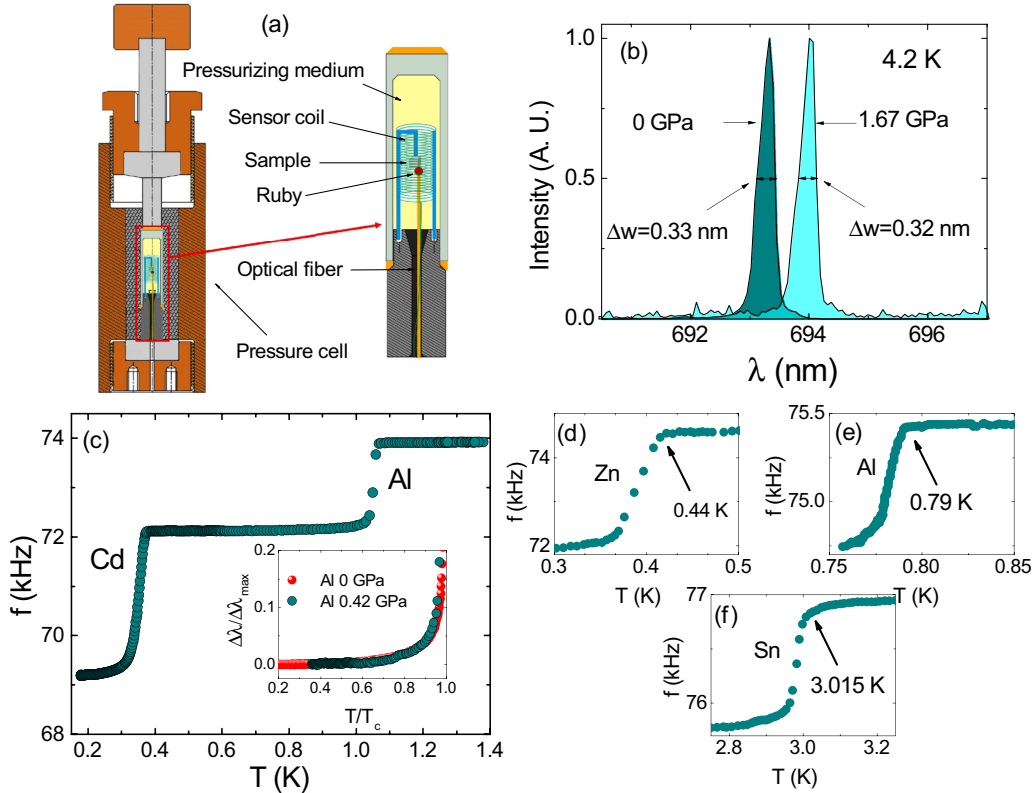 (a)
Pressurizing medium
Sensor coil
Sample
Ruby
Optical fiber
Pressure cell
(b)
4.2 K
0 GPa
1.67 GPa
Δw=0.33 nm
Δw=0.32 nm
Intensity (A. U.)
1.0
0.5
0.0
692 694 696
λ (nm)
(c)
Al
Cd
f (kHz)
74
72
70
68
0.2 0.4 0.6 0.8 1.0 1.2 1.4
T (K)
Δλ/Δλmax
0.2
0.1
0.0
Al 0 GPa
Al 0.42 GPa
0.2 0.4 0.6 0.8 1.0
T/Tc
(d)
Zn
0.44 K
f (kHz)
74
72
0.3 0.4 0.5
T (K)
(e)
Al
0.79 K
f (kHz)
75.5
75.0
0.75 0.80 0.85
T (K)
(f)
Sn
3.015 K
f (kHz)
77
76
2.8 3.0 3.2
T (K)